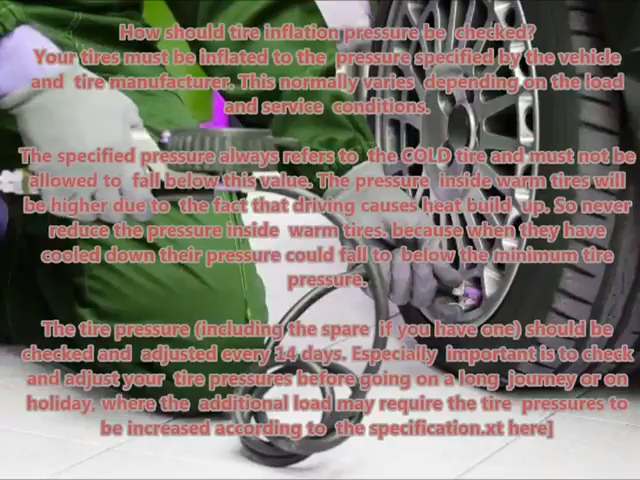 How should tire inflation pressure be checked?
Your tires must be inflated to the pressure specified by the vehicle
and tire manufacturer. This normally varies depending on the load
and service conditions.
The specified pressure always refers to the COLD tire and must not be
allowed to fall below this value. The pressure inside warm tires will
be higher due to the fact that driving causes heat build up. So never
reduce the pressure inside warm tires. because when they have
cooled down their pressure could fall to below the minimum tire
pressure.
The tire pressure (including the spare if you have one) should be
checked and adjusted every 14 days. Especially important is to check
and adjust your tire pressures before going on a long journey or on
holiday, where the additional load may require the tire pressures to
be increased according to the specification.xt here]